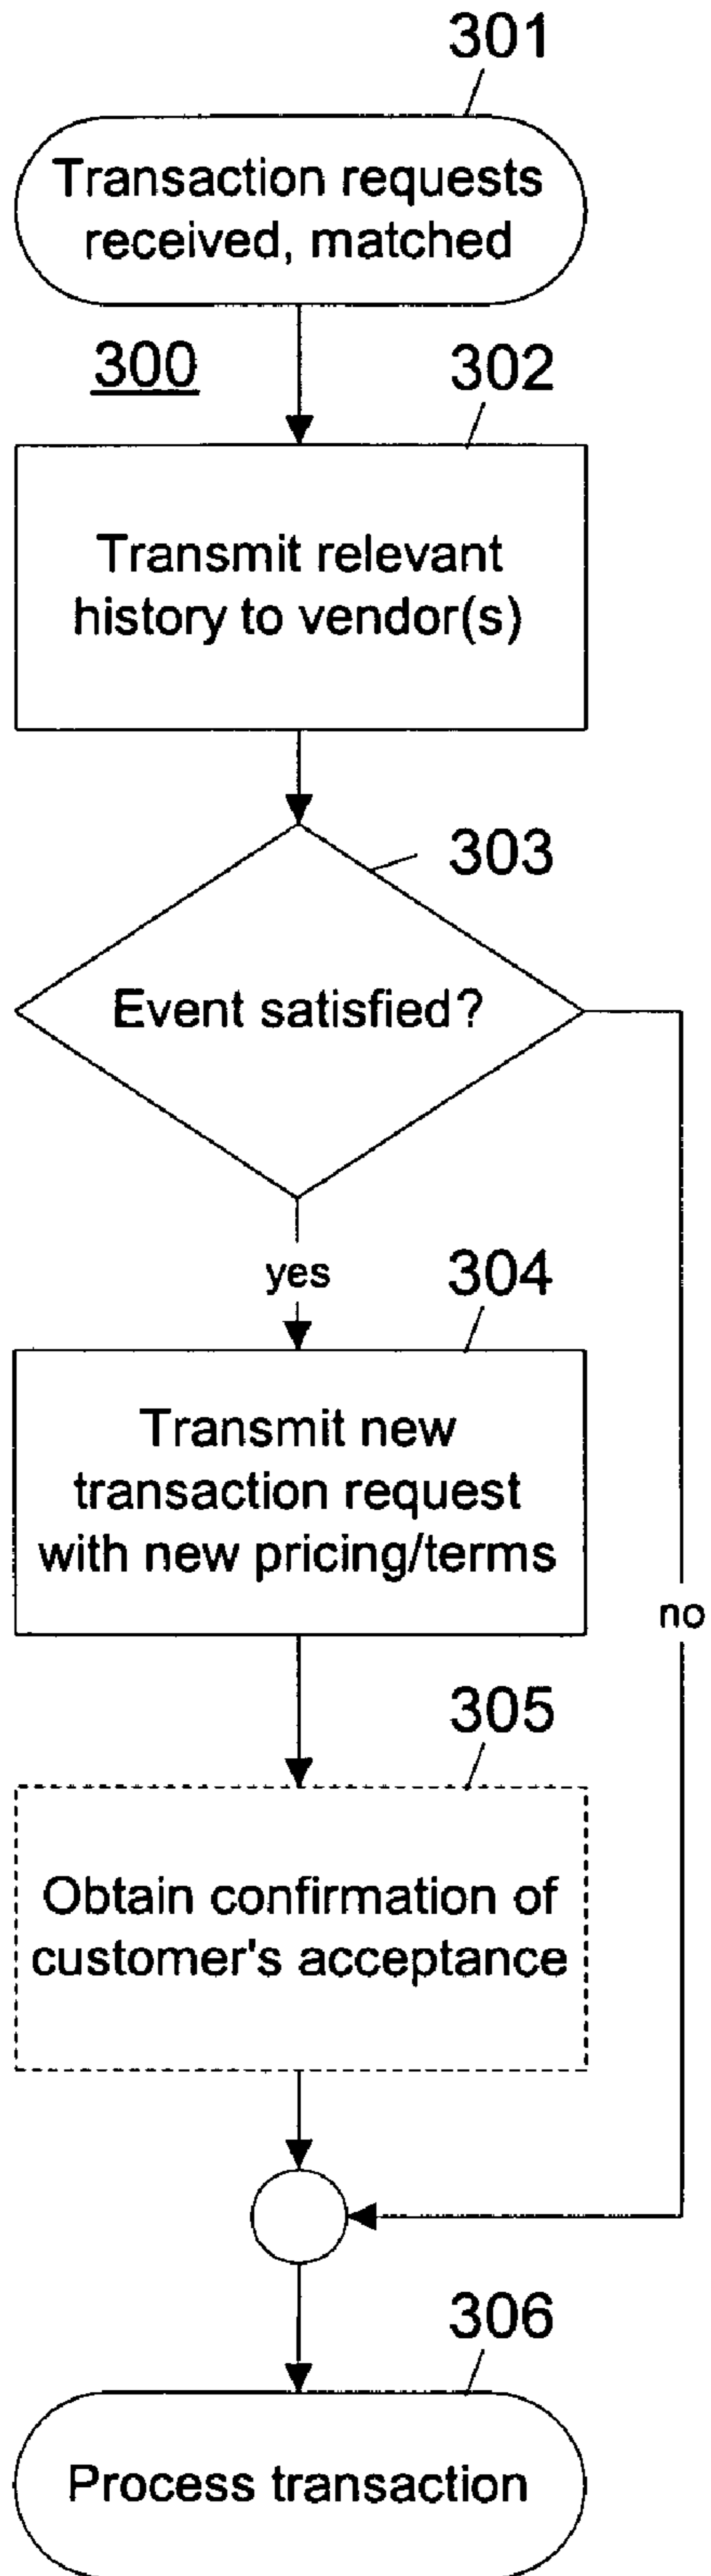 301
Transaction requests
received, matched
300
302
Transmit relevant
history to vendor(s)
303
Event satisfied?
yes
304
Transmit new
transaction request
with new pricing/terms
no
305
Obtain confirmation of
customer's acceptance
306
Process transaction